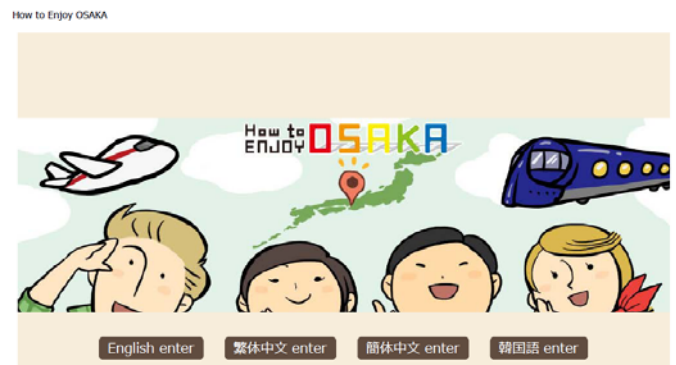 How to Enjoy OSAKA
How to
ENJOY OSAKA
English enter
繁体中文 enter
簡体中文 enter
韓国語 enter